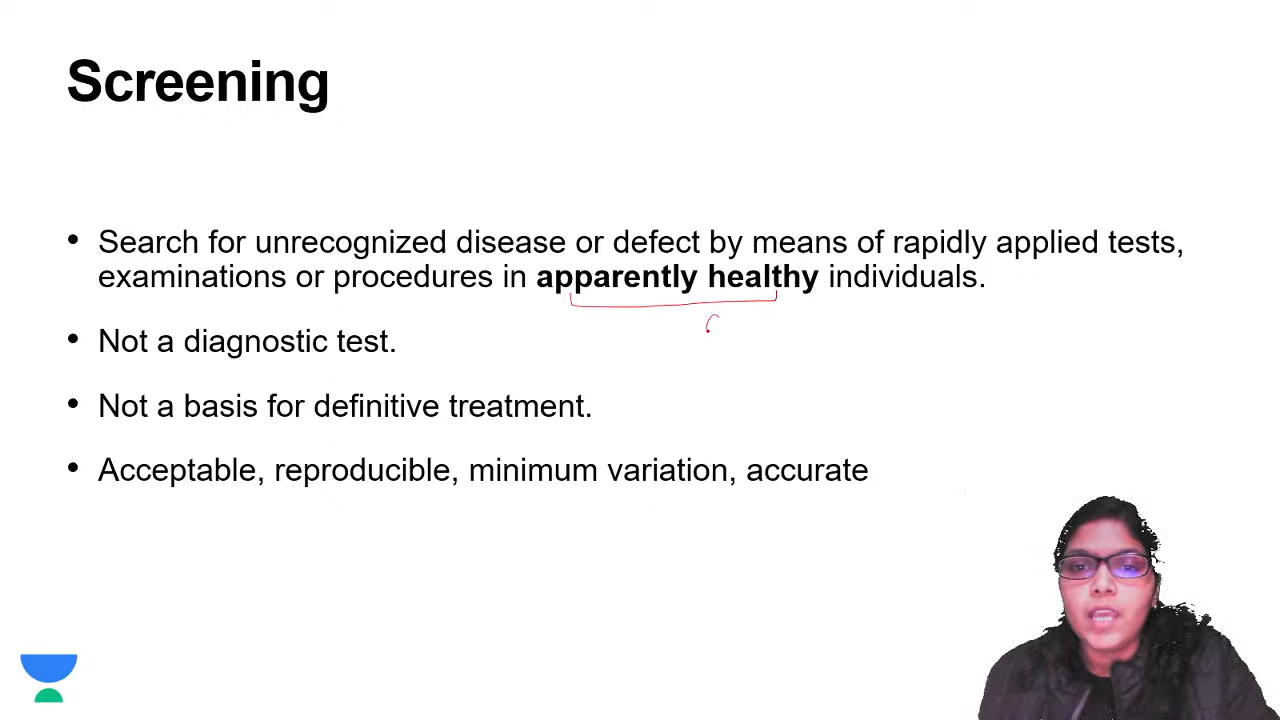 Screening
• Search for unrecognized disease or defect by means of rapidly applied tests,
examinations or procedures in apparently healthy individuals.
• Not a diagnostic test.
• Not a basis for definitive treatment.
• Acceptable, reproducible, minimum variation, accurate